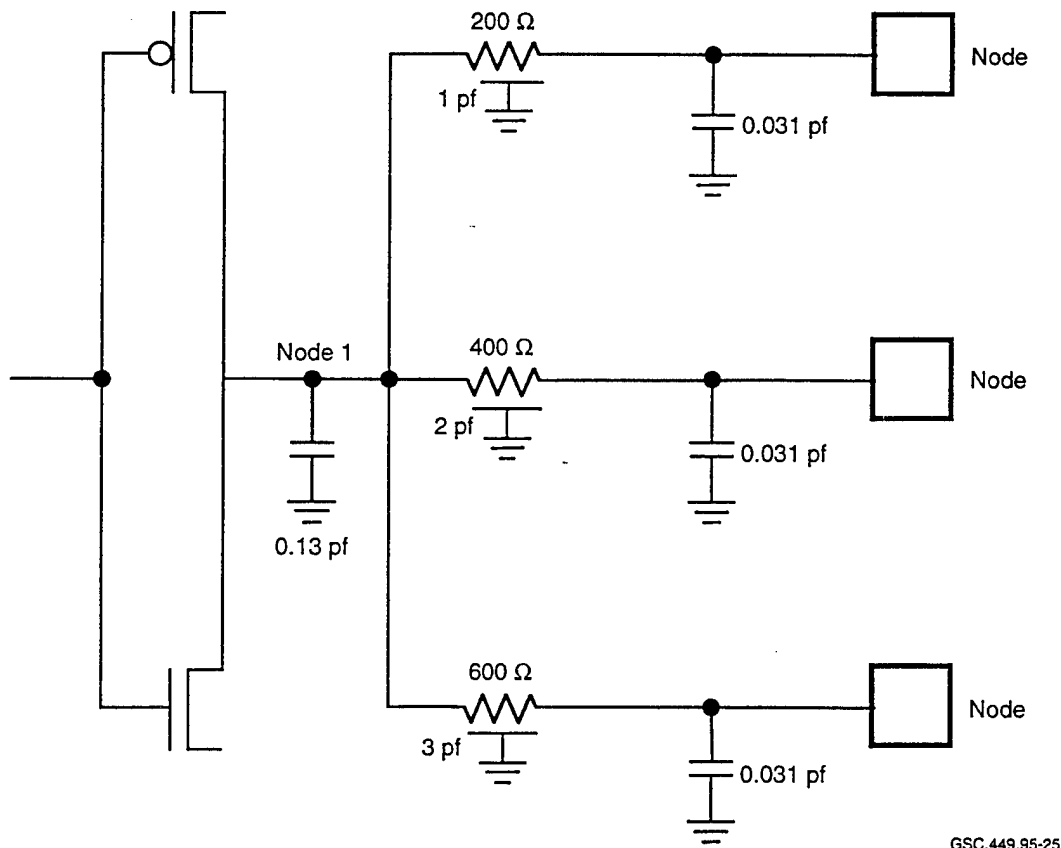 200 Ω
1 pf
0.031 pf
Node
Node 1
0.13 pf
400 Ω
2 pf
0.031 pf
Node
600 Ω
3 pf
0.031 pf
Node
GSC.449.95-25